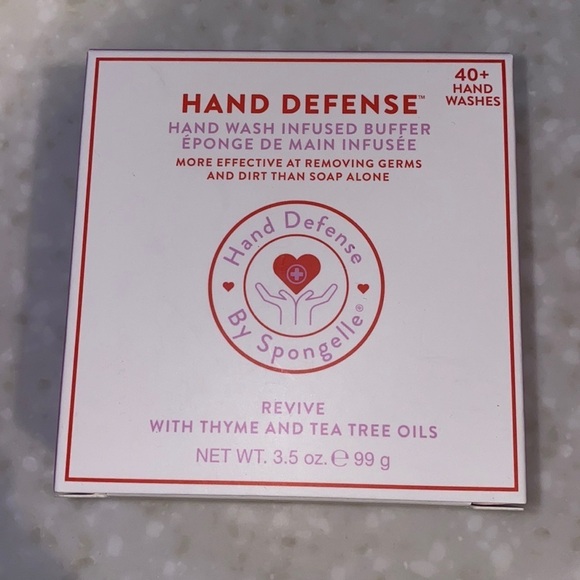 40+
HAND
WASHES
HAND DEFENSE™
HAND WASH INFUSED BUFFER
ÉPONGE DE MAIN INFUSÉE
MORE EFFECTIVE AT REMOVING GERMS
AND DIRT THAN SOAP ALONE
Hand Defense
By Spongelle®
REVIVE
WITH THYME AND TEA TREE OILS
NET WT. 3.5 oz. ℮ 99 g